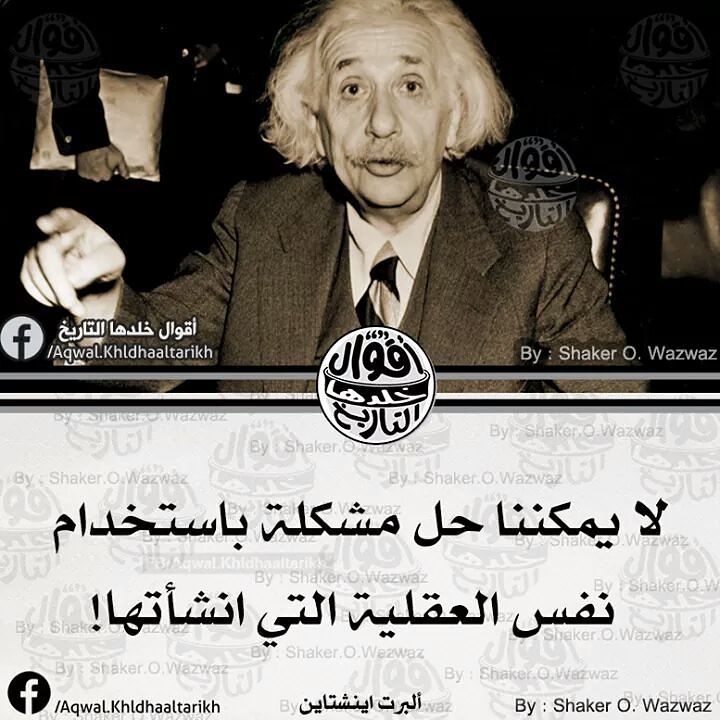 أقوال خلدها التاريخ
/Aqwal.Khldhaaltarikh
By : Shaker O. Wazwaz
أقوال
خلدها
التاريخ
لا يمكننا حل مشكلة باستخدام
نفس العقلية التي انشأتها!
/Aqwal.Khldhaaltarikh
ألبرت اينشتاين
By : Shaker O. Wazwaz